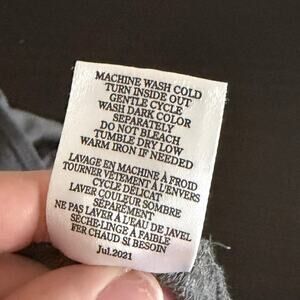 MACHINE WASH COLD
TURN INSIDE OUT
GENTLE CYCLE
WASH DARK COLOR
SEPARATELY
DO NOT BLEACH
TUMBLE DRY LOW
WARM IRON IF NEEDED
LAVAGE EN MACHINE À FROID
TOURNER VÊTEMENT À L'ENVERS
CYCLE DÉLICAT
LAVER COULEUR SOMBRE
SÉPARÉMENT
NE PAS LAVER À L'EAU DE JAVEL
SÈCHE-LINGE À FAIBLE
FER CHAUD SI BESOIN
Jul.2021